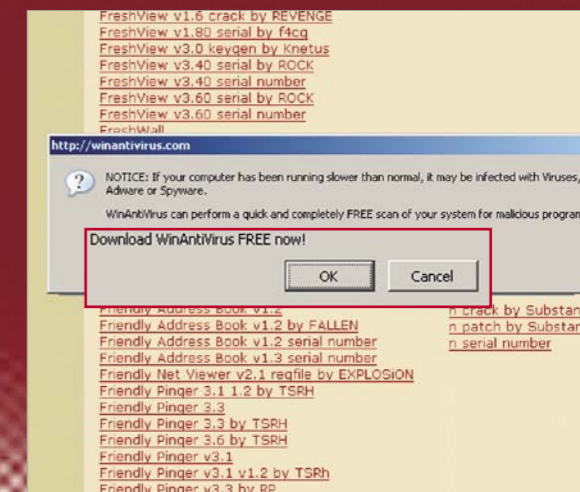 FreshView v1.6 crack by REVENGE
FreshView v1.80 serial by f4cg
FreshView v3.0 keygen by Knetus
FreshView v3.40 serial by ROCK
FreshView v3.40 serial number
FreshView v3.60 serial by ROCK
FreshView v3.60 serial number
FreshWall
http://winantivirus.com
NOTICE: If your computer has been running slower than normal, it may be infected with Viruses,
Adware or Spyware.
WinAntiVirus can perform a quick and completely FREE scan of your system for malicious program
Download WinAntiVirus FREE now!
OK Cancel
Friendly Address Book v1.2
Friendly Address Book v1.2 by FALLEN
Friendly Address Book v1.2 serial number
Friendly Address Book v1.3 serial number
Friendly Net Viewer v2.1 regfile by EXPLOSiON
Friendly Pinger 3.1 1.2 by TSRH
Friendly Pinger 3.3
Friendly Pinger 3.3 by TSRH
Friendly Pinger 3.6 by TSRH
Friendly Pinger v3.1
Friendly Pinger v3.1 v1.2 by TSRh
Friendly Pinger v3.3 by RP
n crack by Substan
n patch by Substan
n serial number